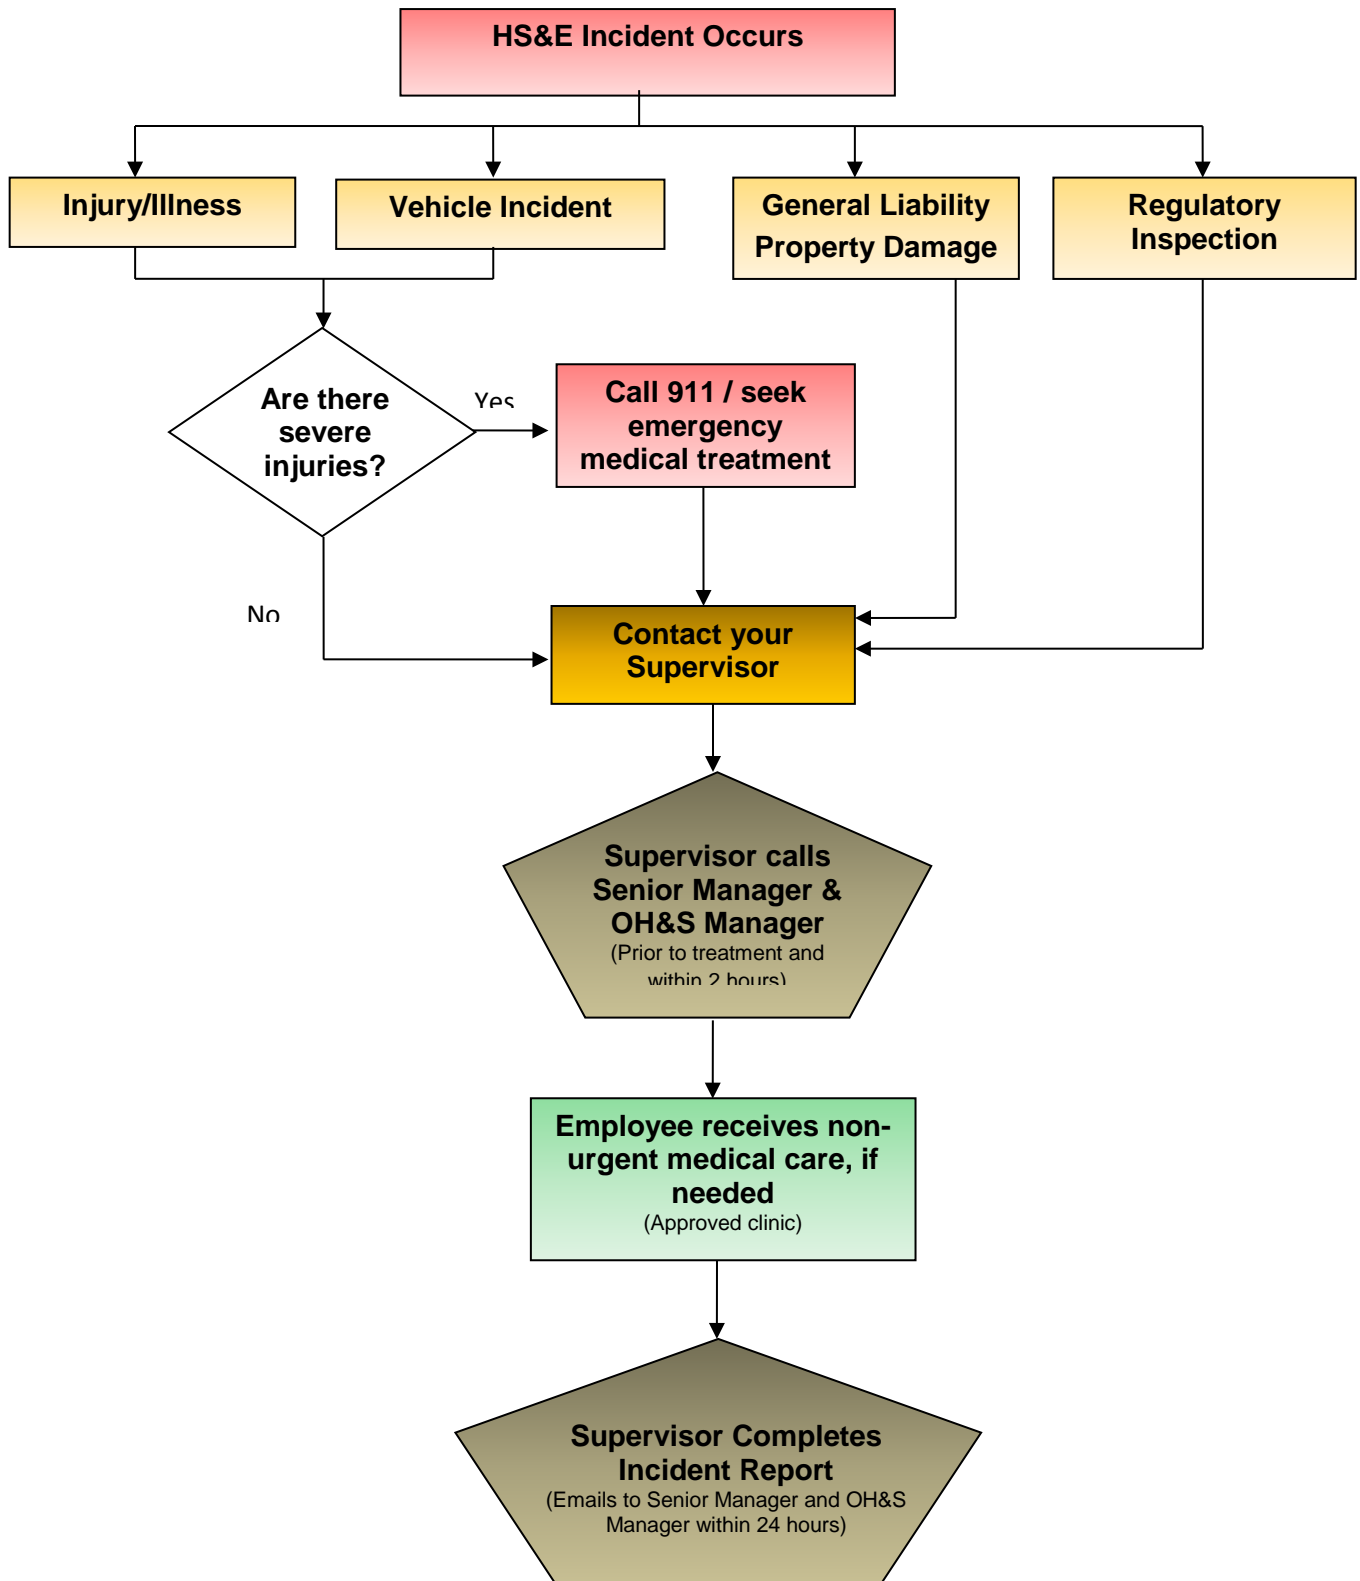 HS&E Incident Occurs
Injury/Illness
Vehicle Incident
General Liability
Property Damage
Regulatory
Inspection
Are there
severe
injuries?
Yes
Call 911 / seek
emergency
medical treatment
No
Contact your
Supervisor
Supervisor calls
Senior Manager &
OH&S Manager
(Prior to treatment and
within 2 hours)
Employee receives non-
urgent medical care, if
needed
(Approved clinic)
Supervisor Completes
Incident Report
(Emails to Senior Manager and OH&S
Manager within 24 hours)